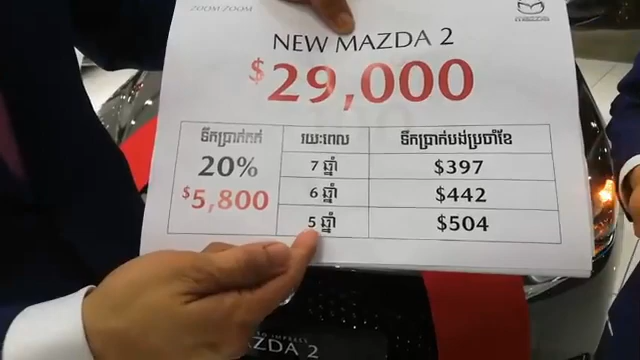 ZOOM-ZOOM
mazda
NEW MAZDA 2
$29,000
ទឹកប្រាក់កក់
រយៈពេល
ទឹកប្រាក់បង់ប្រចាំខែ
20%
$5,800
7 ឆ្នាំ
$397
6 ឆ្នាំ
$442
5 ឆ្នាំ
$504
MAZDA 2